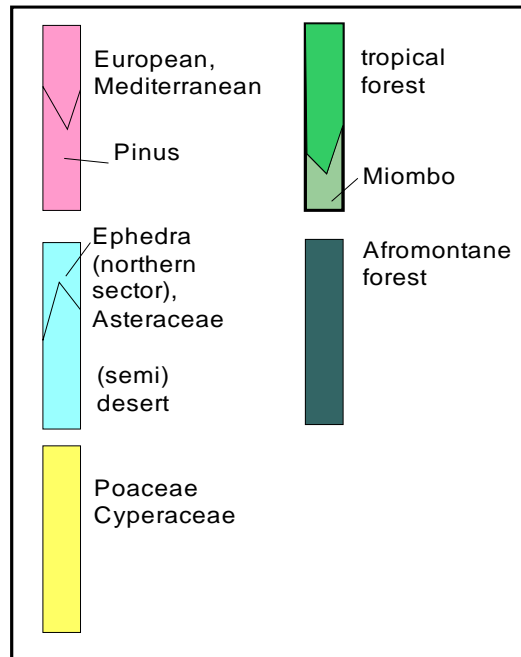 European,
Mediterranean
Pinus
Ephedra
(northern
sector),
Asteraceae
(semi)
desert
Poaceae
Cyperaceae
tropical
forest
Miombo
Afromontane
forest